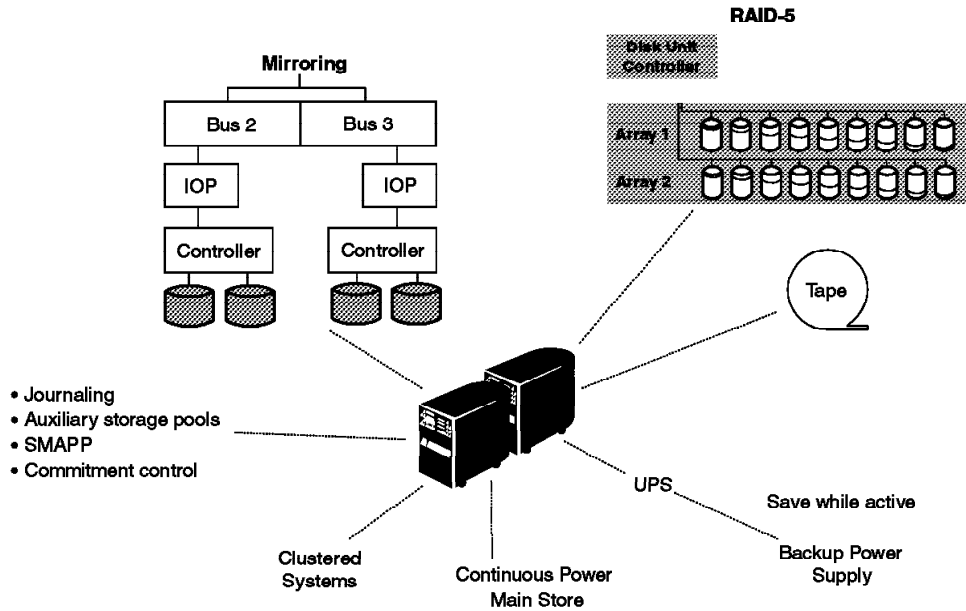 RAID-5
Disk Unit
Controller
Mirroring
Bus 2
Bus 3
Array 1
IOP
IOP
Array 2
Controller
Controller
Tape
• Journaling
• Auxiliary storage pools
• SMAPP
• Commitment control
UPS
Save while active
Clustered
Systems
Continuous Power
Main Store
Backup Power
Supply